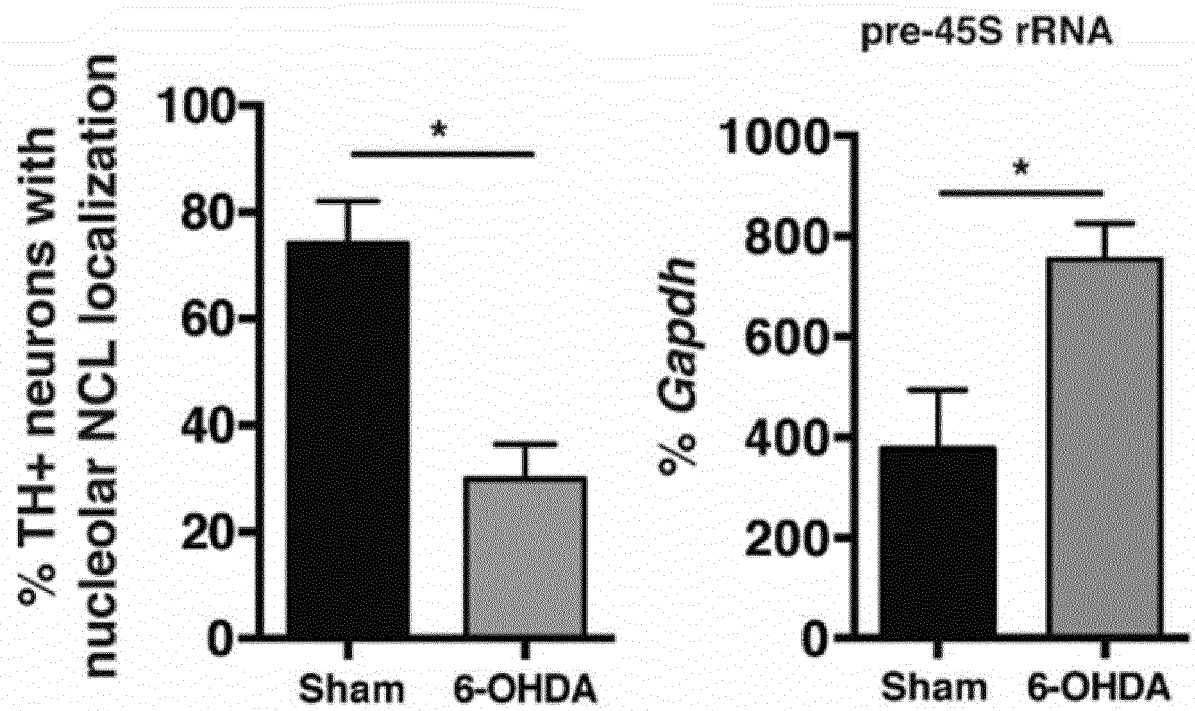 % TH+ neurons with
nucleolar NCL localization
100
80
60
40
20
0
*
Sham
6-OHDA
pre-45S rRNA
% Gapdh
1000
800
600
400
200
0
*
Sham
6-OHDA